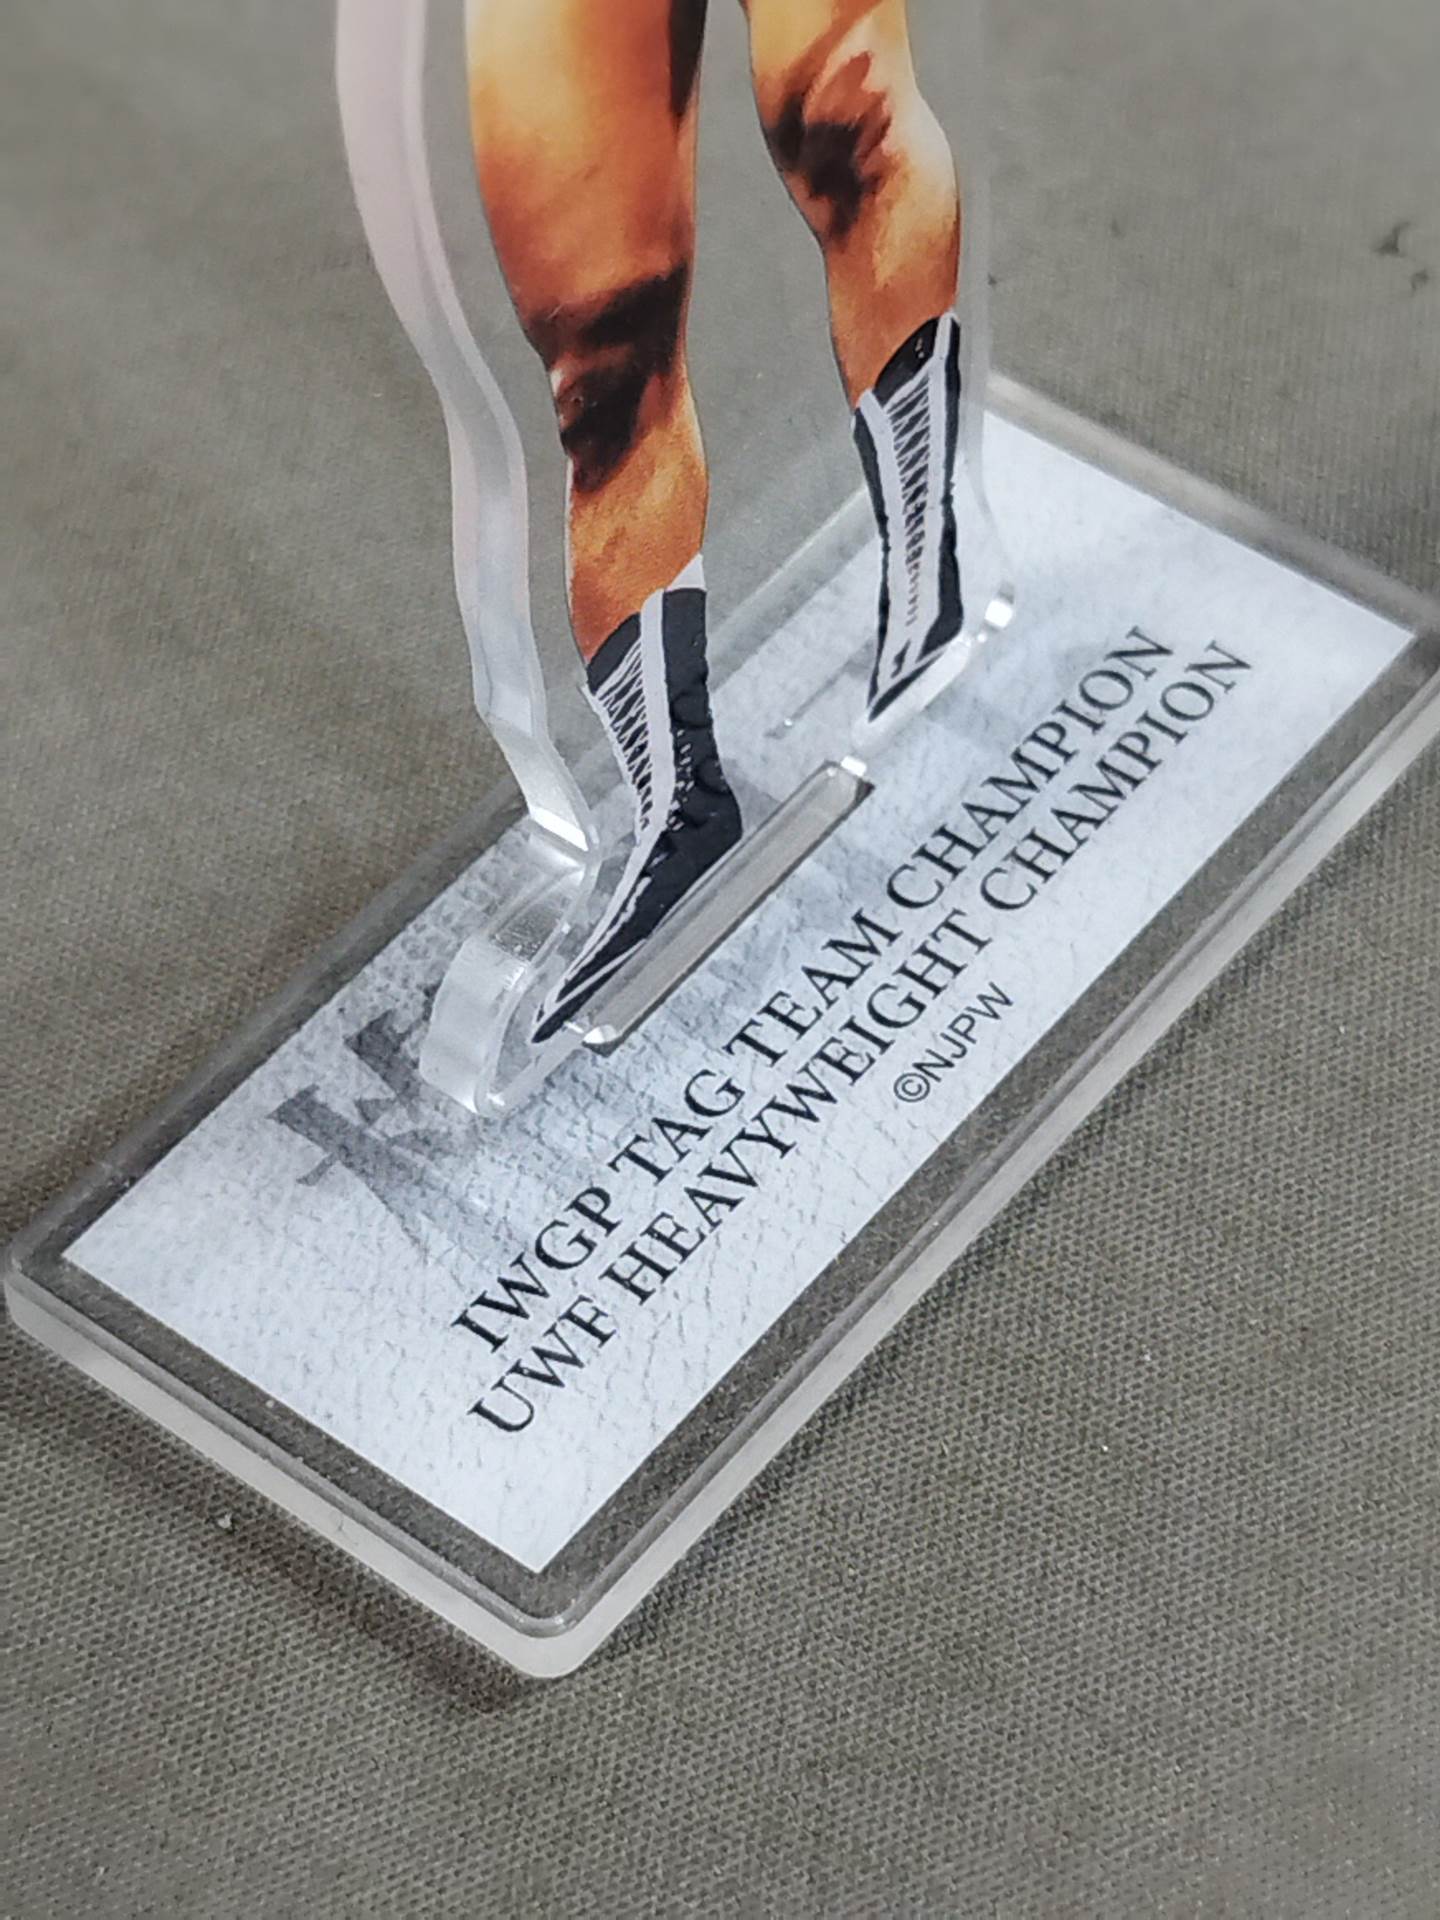 IWGP TAG TEAM CHAMPION
UWF HEAVYWEIGHT CHAMPION
©NJPW